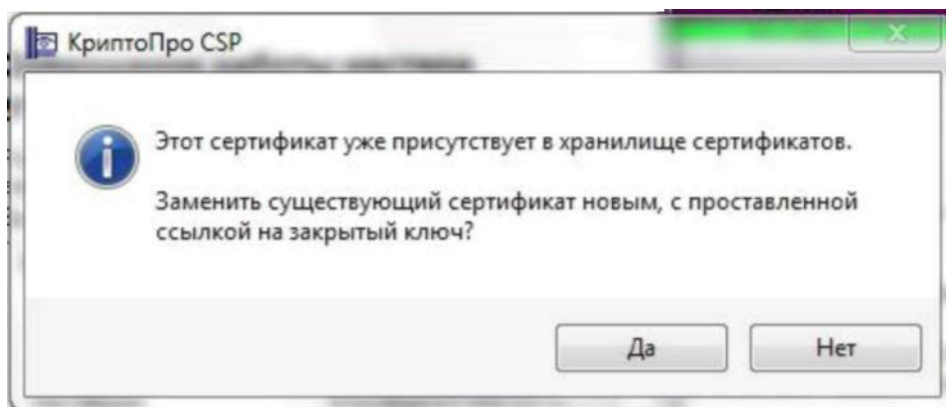 КриптоПро CSP
Этот сертификат уже присутствует в хранилище сертификатов.
Заменить существующий сертификат новым, с проставленной
ссылкой на закрытый ключ?
Да
Нет